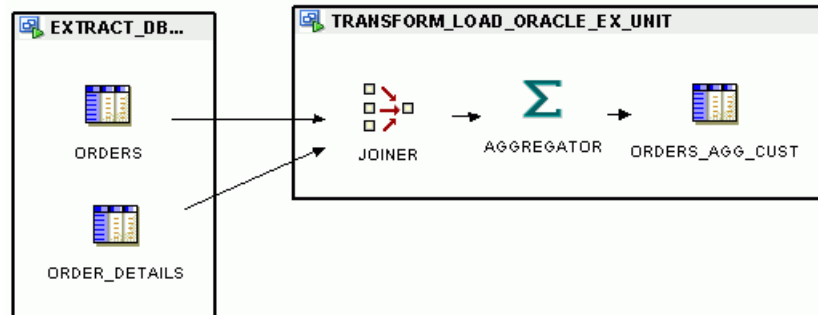 EXTRACT_DB...
ORDERS
ORDER_DETAILS
TRANSFORM_LOAD_ORACLE_EX_UNIT
JOINER
AGGREGATOR
ORDERS_AGG_CUST